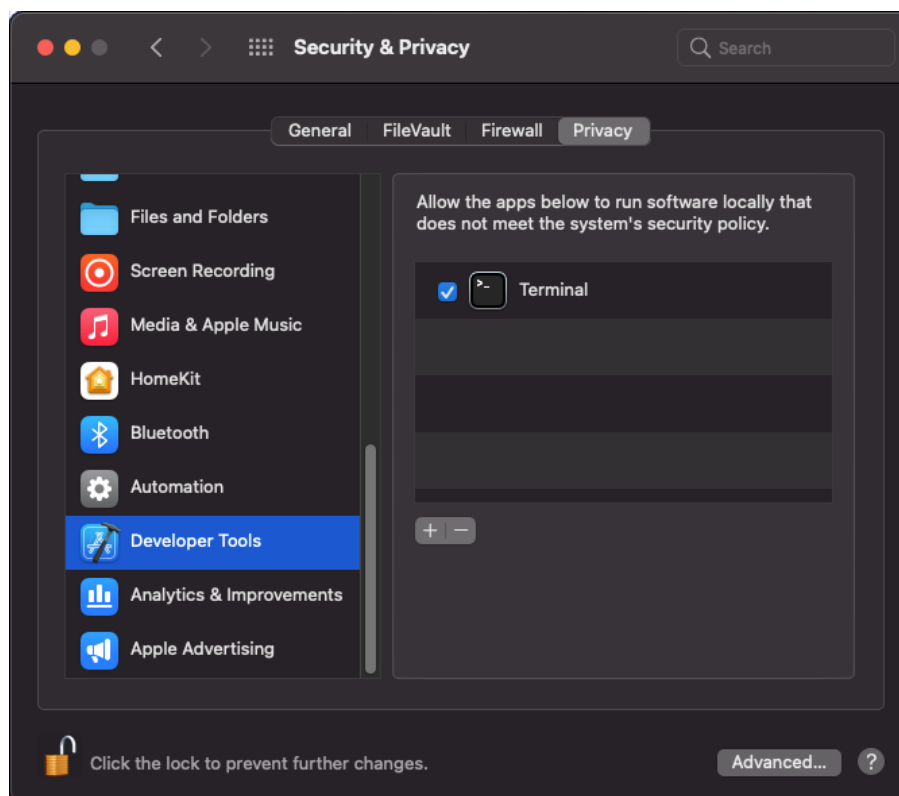 Security & Privacy
Search
General FileVault Firewall Privacy
Files and Folders
Screen Recording
Media & Apple Music
HomeKit
Bluetooth
Automation
Developer Tools
Analytics & Improvements
Apple Advertising
Allow the apps below to run software locally that
does not meet the system's security policy.
>-
Terminal
+ −
Click the lock to prevent further changes.
Advanced...
?